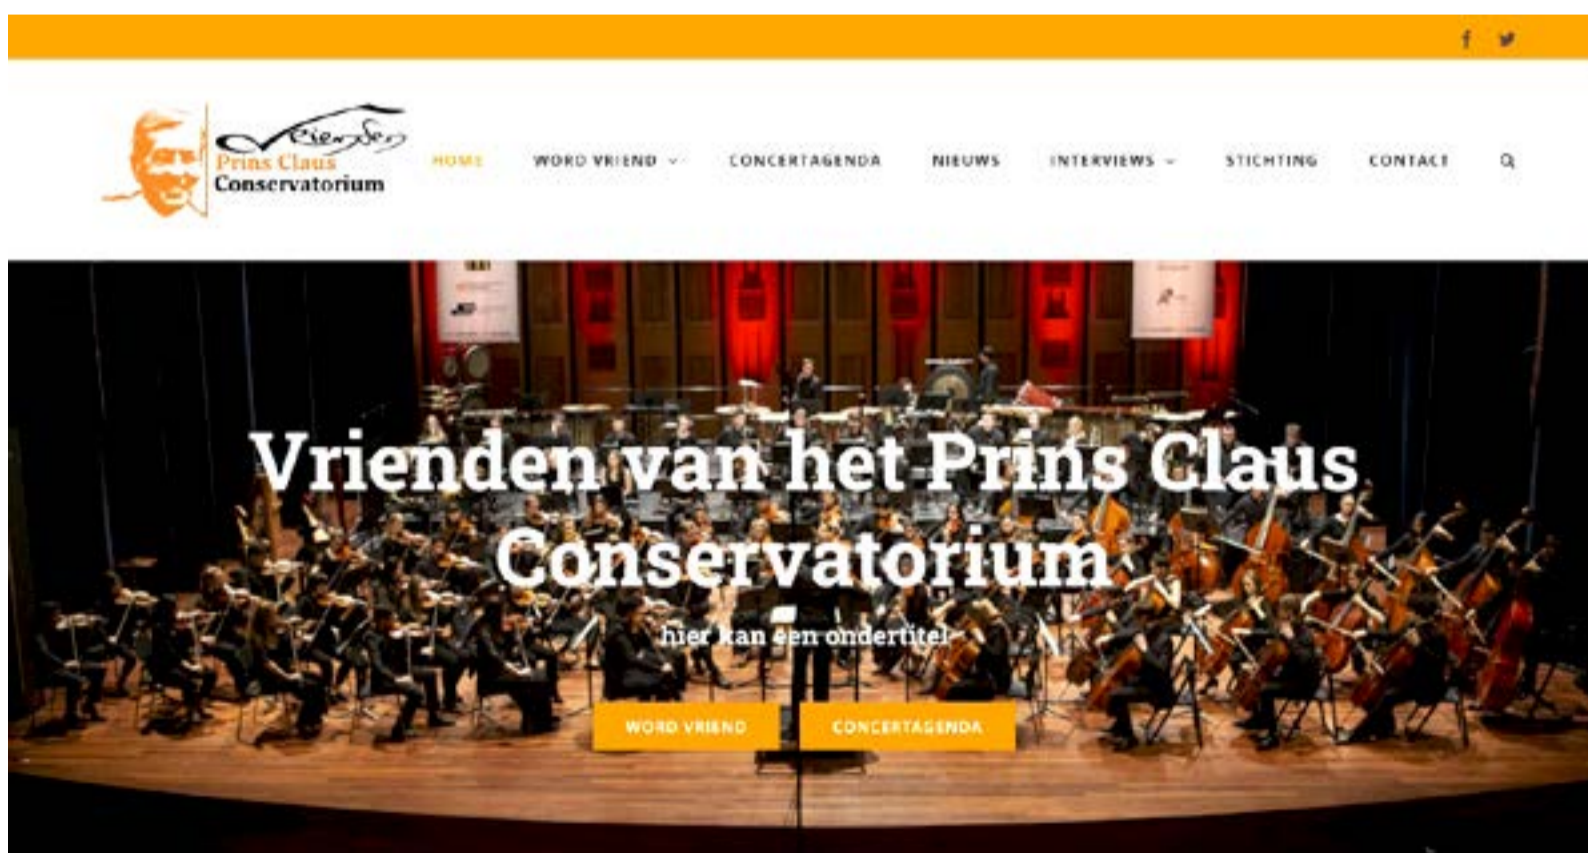 Vrienden
Prins Claus
Conservatorium
HOME
WORD VRIEND
CONCERTAGENDA
NIEUWS
INTERVIEWS
STICHTING
CONTACT
Vrienden van het Prins Claus
Conservatorium
hier kan een ondertitel
WORD VRIEND
CONCERTAGENDA